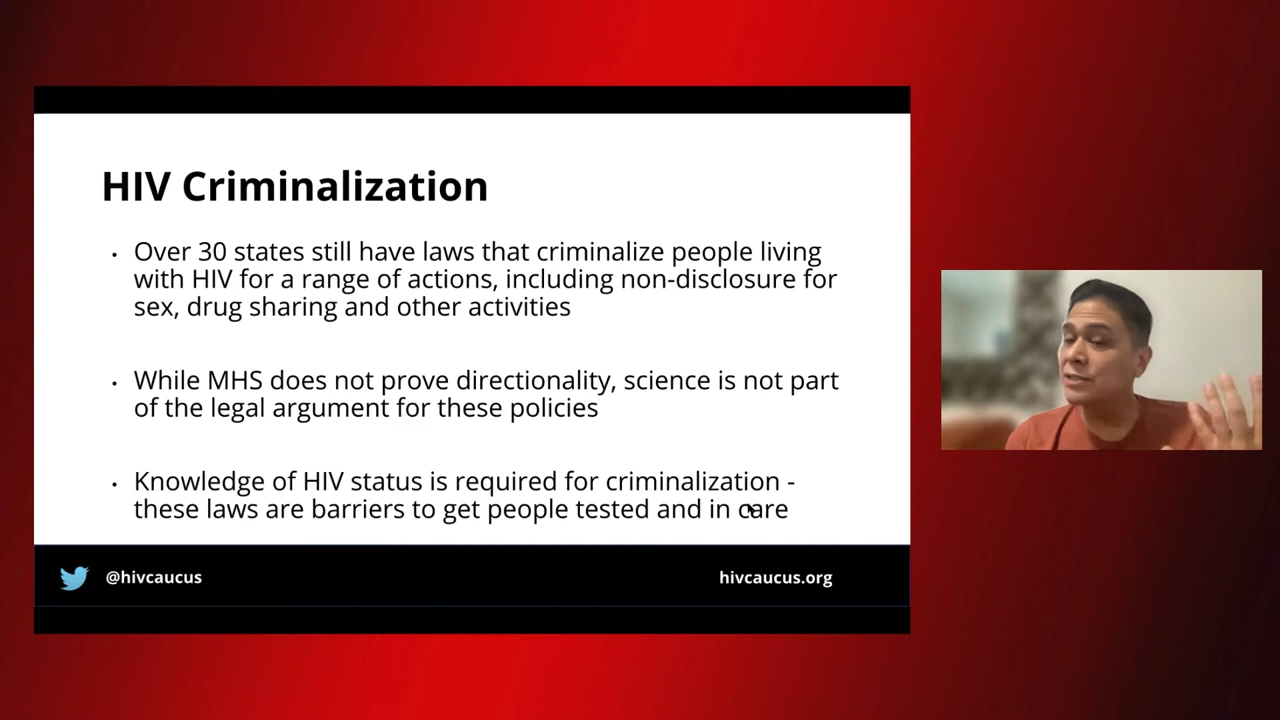 HIV Criminalization
• Over 30 states still have laws that criminalize people living
with HIV for a range of actions, including non-disclosure for
sex, drug sharing and other activities
• While MHS does not prove directionality, science is not part
of the legal argument for these policies
• Knowledge of HIV status is required for criminalization -
these laws are barriers to get people tested and in care
@hivcaucus
hivcaucus.org